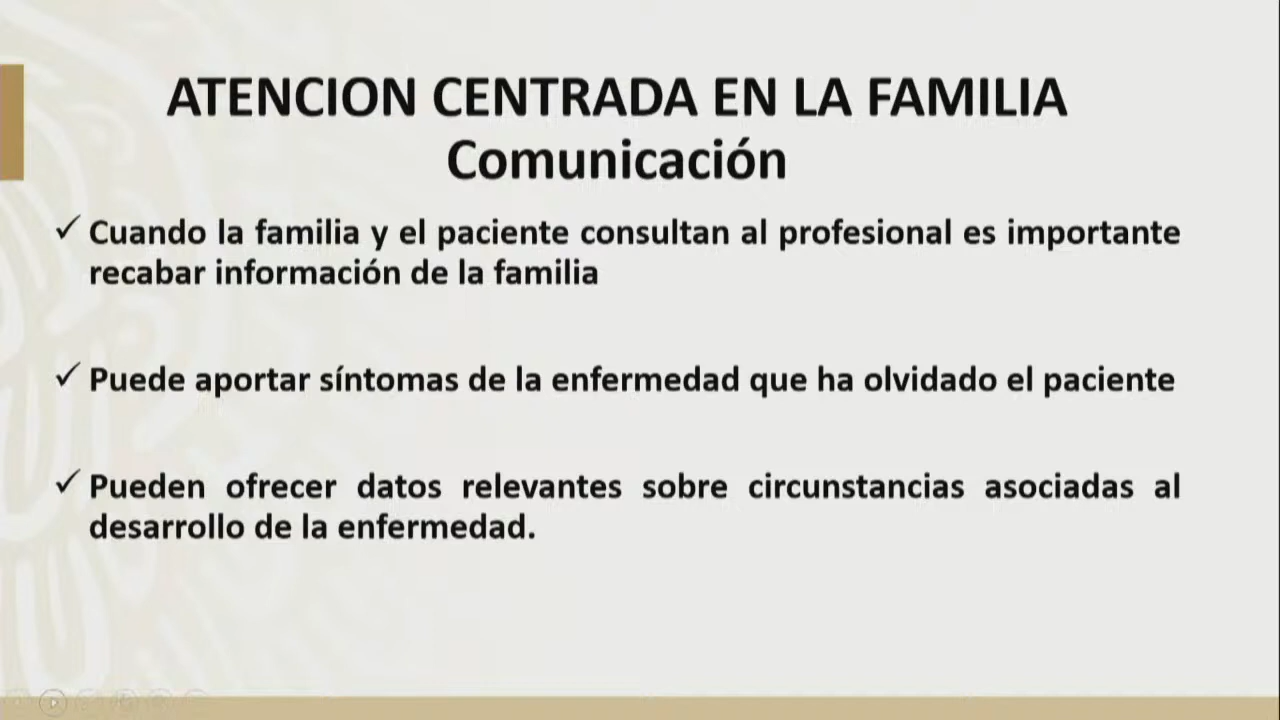 ATENCION CENTRADA EN LA FAMILIA
Comunicación
✓ Cuando la familia y el paciente consultan al profesional es importante
recabar información de la familia
✓ Puede aportar síntomas de la enfermedad que ha olvidado el paciente
✓ Pueden ofrecer datos relevantes sobre circunstancias asociadas al
desarrollo de la enfermedad.